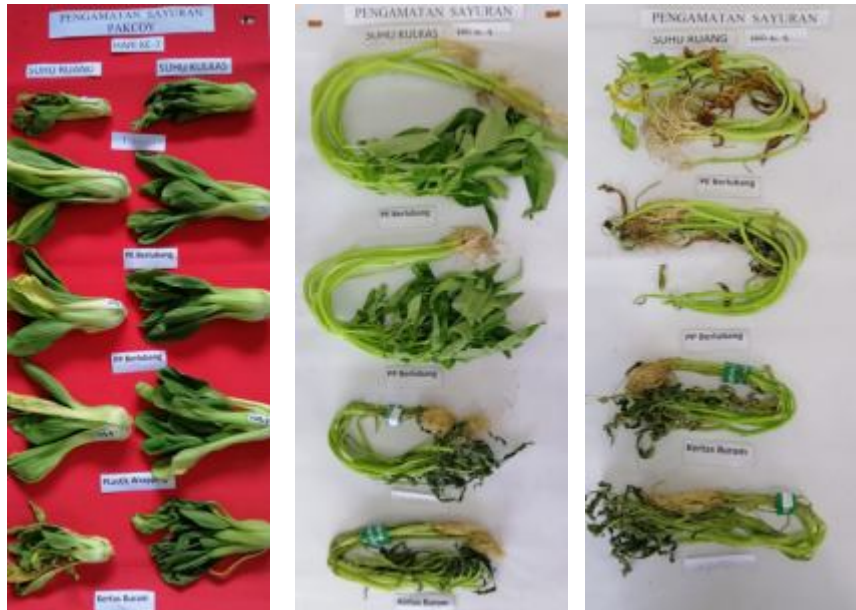 PENGAMATAN SAYURAN
PAKCOY
HARI KE-7
SUHU RUANG
SUHU KULKAS
PE Berlubang
PP Berlubang
Plastik Wrapping
Kertas Buram
PENGAMATAN SAYURAN
SUHU KULKAS
PE Berlubang
PP Berlubang
Kertas Buram
PENGAMATAN SAYURAN
SUHU RUANG
PE Berlubang
PP Berlubang
Kertas Buram